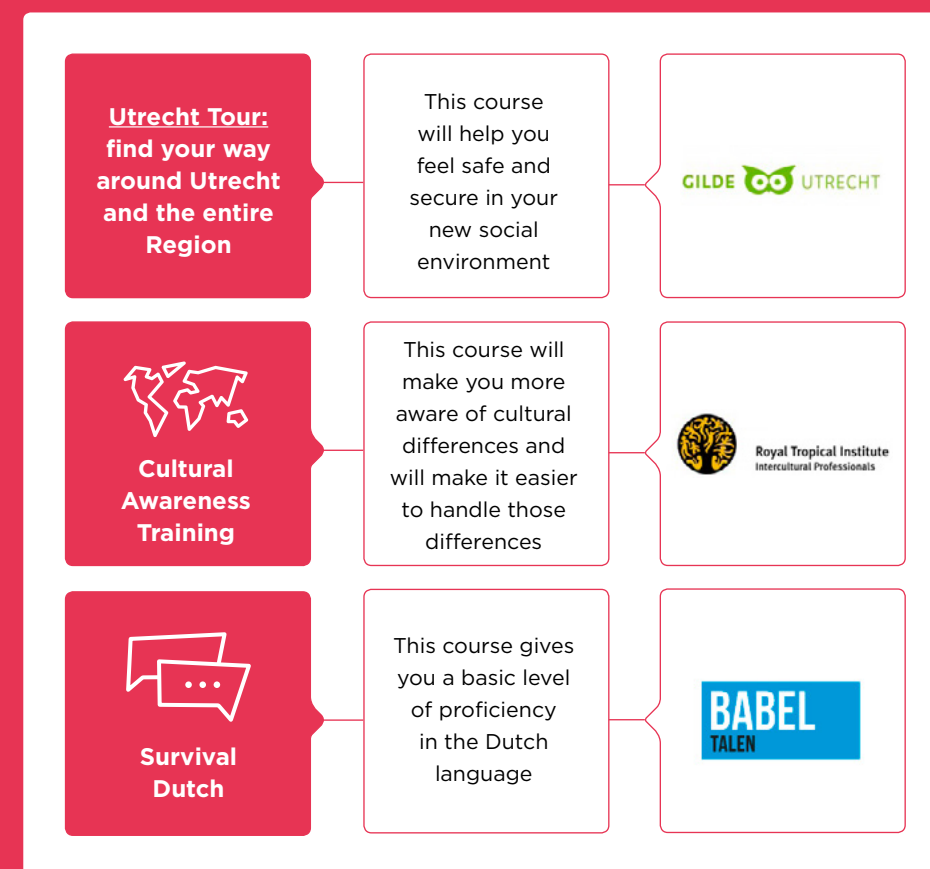 Utrecht Tour:
find your way
around Utrecht
and the entire
Region
This course
will help you
feel safe and
secure in your
new social
environment
GILDE UTRECHT
Cultural
Awareness
Training
This course will
make you more
aware of cultural
differences and
will make it easier
to handle those
differences
Royal Tropical Institute
Intercultural Professionals
Survival
Dutch
This course gives
you a basic level
of proficiency
in the Dutch
language
BABEL
TALEN